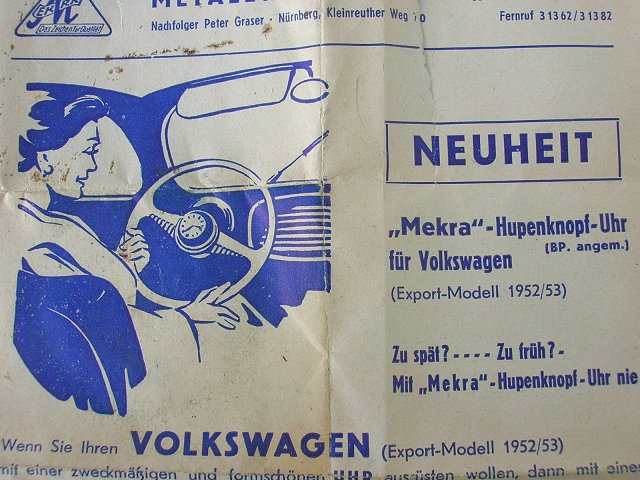 MEKRA
Das Zeichen für Qualität
Nachfolger Peter Graser · Nürnberg, Kleinreuther Weg
Fernruf 3 13 62 / 3 13 82
NEUHEIT
„Mekra“-Hupenknopf-Uhr
(BP. angem.)
für Volkswagen
(Export-Modell 1952/53)
Zu spät? - - - - Zu früh? -
Mit „Mekra“-Hupenknopf-Uhr nie
Wenn Sie Ihren VOLKSWAGEN (Export-Modell 1952/53)
mit einer zweckmäßigen und formschönen UHR ausrüsten wollen, dann mit einer